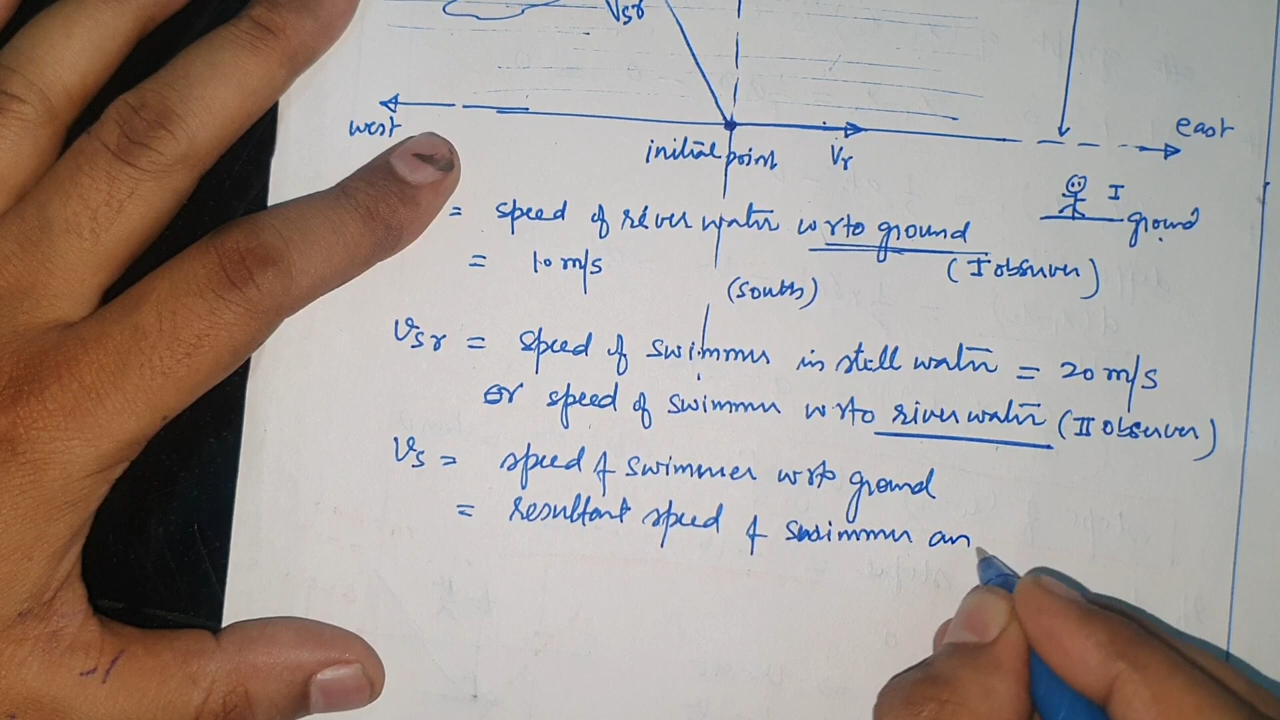 Vsr
west
east
initial point
Vr
I
ground
= speed of river water w r to ground
= 10 m/s
(I observer)
(south)
Vsr = speed of swimmer in still water = 20 m/s
or speed of swimmer w r to river water (II observer)
Vs = speed of swimmer w r to ground
= resultant speed of swimmer an